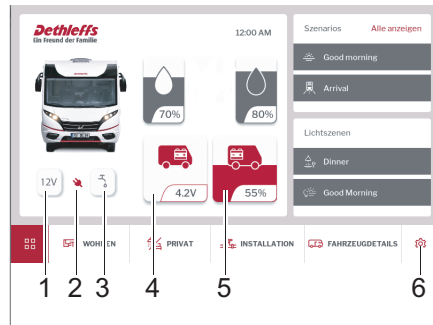 Dethleffs
Ein Freund der Familie
12:00 AM
70%
80%
4.2V
55%
12V
Szenarios Alle anzeigen
Good morning
Arrival
Lichtszenen
Dinner
Good Morning
WOHNEN PRIVAT INSTALLATION FAHRZEUGDETAILS
1 2 3 4 5 6